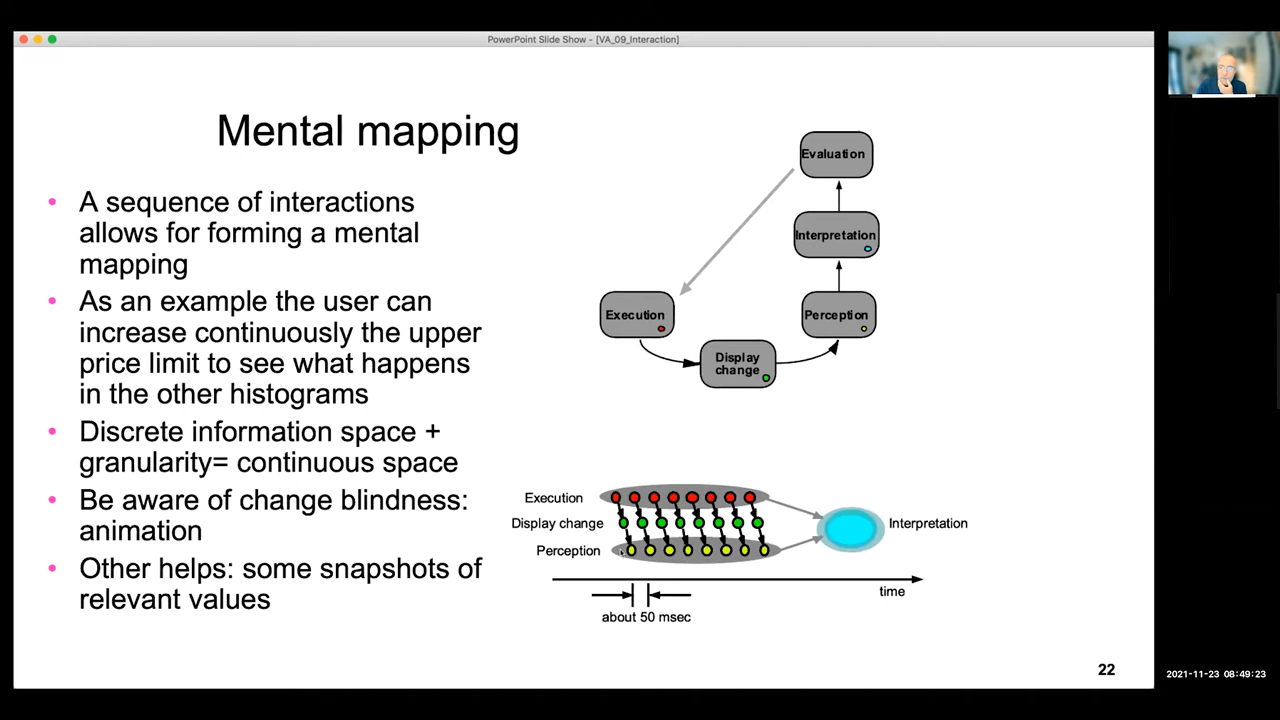 PowerPoint Slide Show - [VA_09_Interaction]
Mental mapping
• A sequence of interactions
allows for forming a mental
mapping
• As an example the user can
increase continuously the upper
price limit to see what happens
in the other histograms
• Discrete information space +
granularity= continuous space
• Be aware of change blindness:
animation
• Other helps: some snapshots of
relevant values
Evaluation
Interpretation
Perception
Execution
Display
change
Execution
Display change
Perception
Interpretation
time
about 50 msec
22
2021-11-23 08:49:23